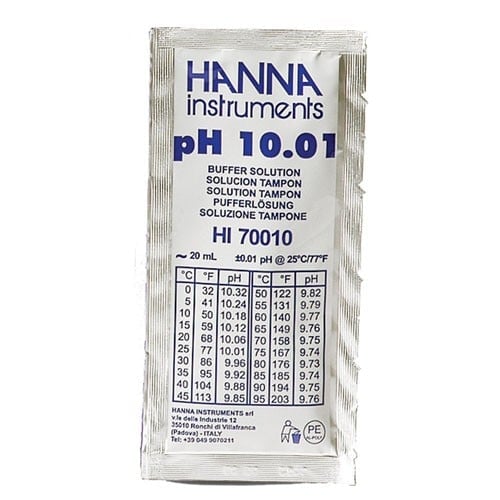 HANNA
instruments
pH 10.01
BUFFER SOLUTION
SOLUCION TAMPON
SOLUTION TAMPON
PUFFERLÖSUNG
SOLUZIONE TAMPONE
HI 70010
~ 20 mL ±0.01 pH @ 25°C/77°F
°C °F pH °C °F pH
0 32 10.32 50 122 9.82
5 41 10.24 55 131 9.79
10 50 10.18 60 140 9.77
15 59 10.12 65 149 9.76
20 68 10.06 70 158 9.75
25 77 10.01 75 167 9.74
30 86 9.96 80 176 9.73
35 95 9.92 85 185 9.74
40 104 9.88 90 194 9.75
45 113 9.85 95 203 9.76
HANNA INSTRUMENTS srl
v.le delle Industrie 12
35010 Ronchi di Villafranca
(Padova) - ITALY
Tel: +39 049 9070211
PE
AL.POLY.